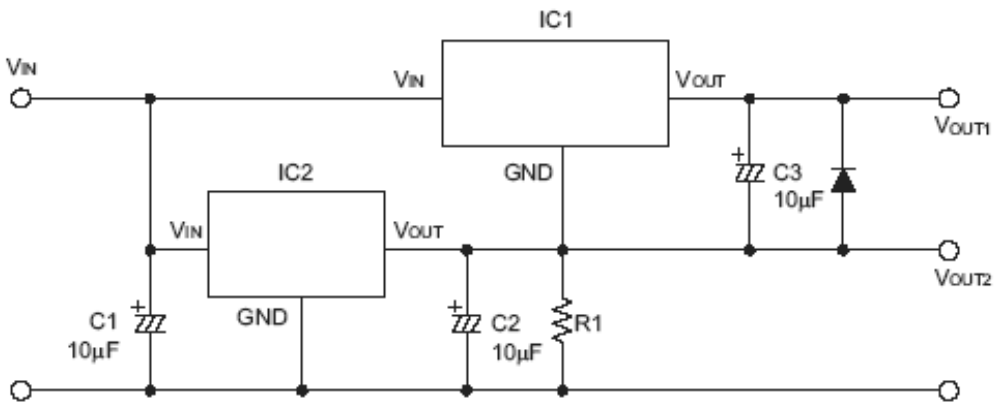 IC1
VIN
VIN
VOUT
VOUT1
GND
C3
10µF
+
IC2
VIN
VOUT
VOUT2
GND
+
C1
10µF
+
C2
10µF
R1